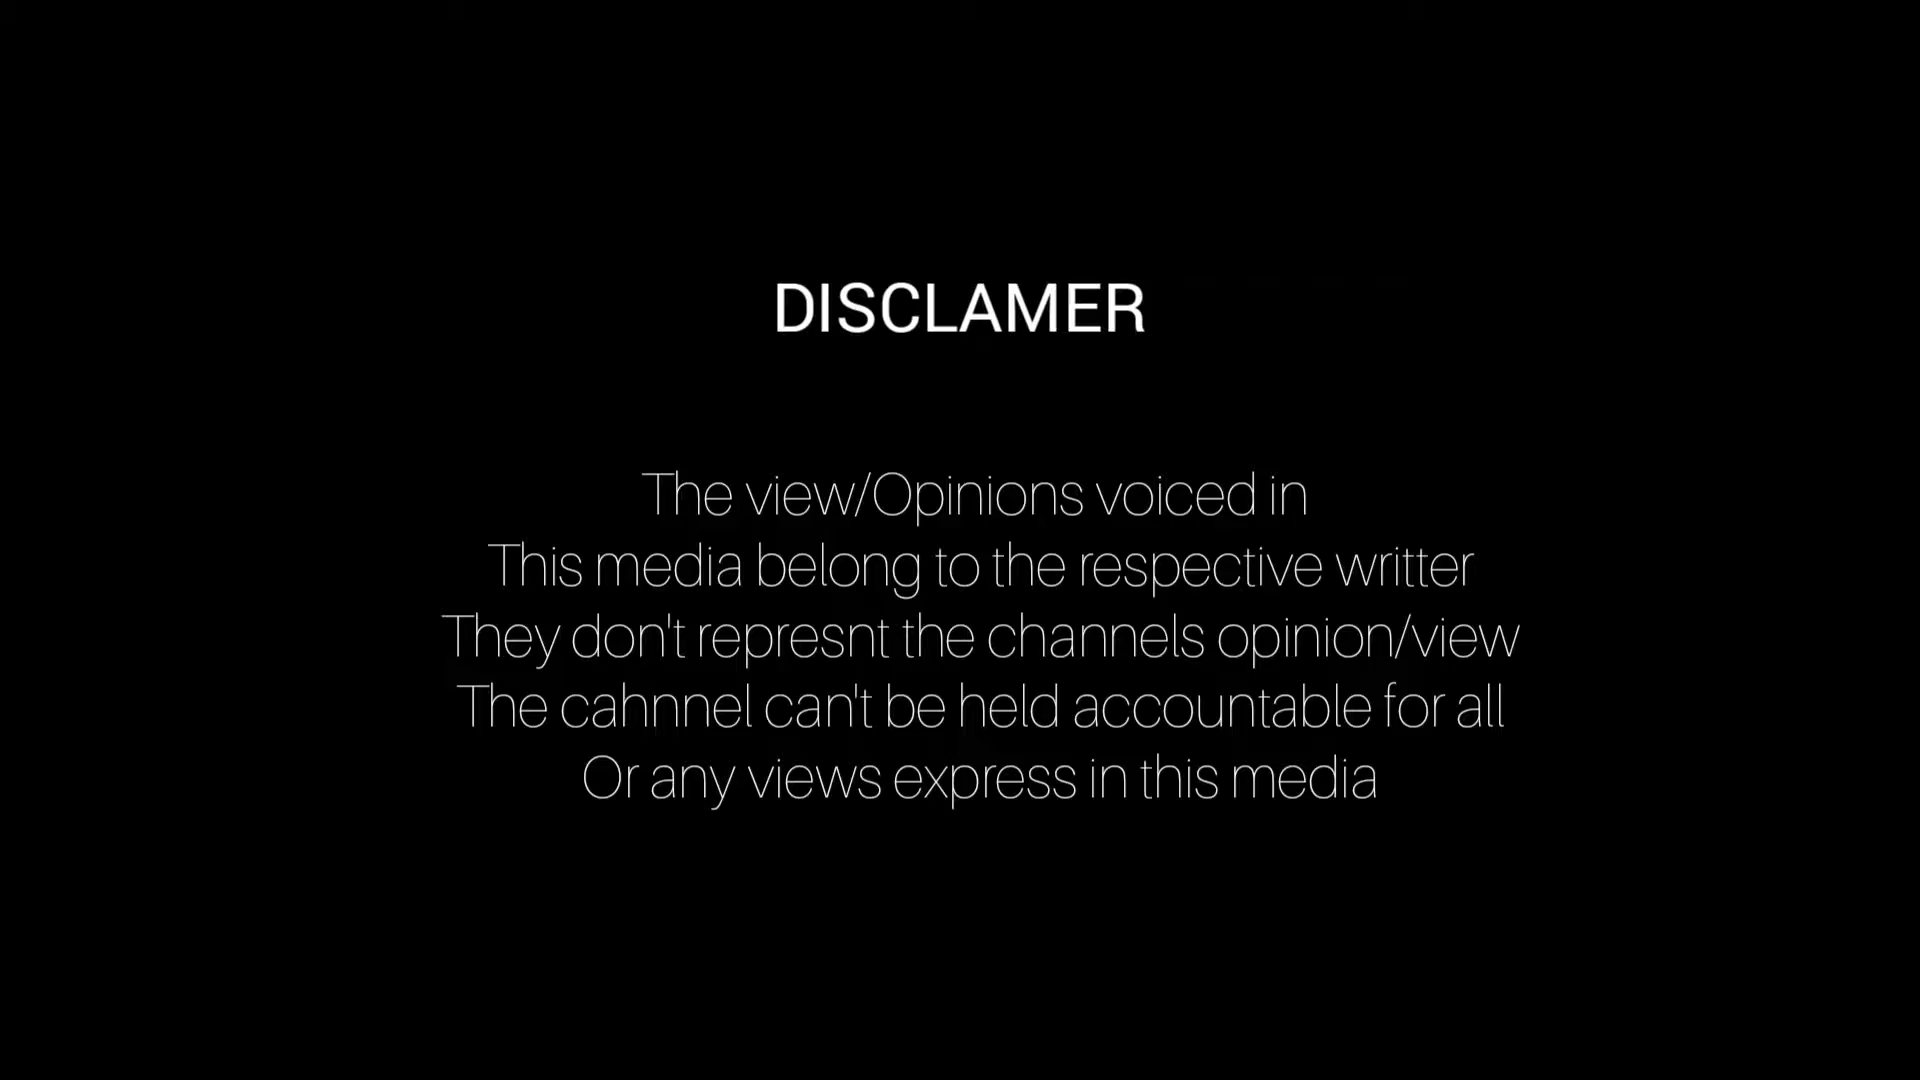 DISCLAMER
The view/Opinions voiced in
This media belong to the respective writter
They don't represnt the channels opinion/view
The cahnnel can't be held accountable for all
Or any views express in this media